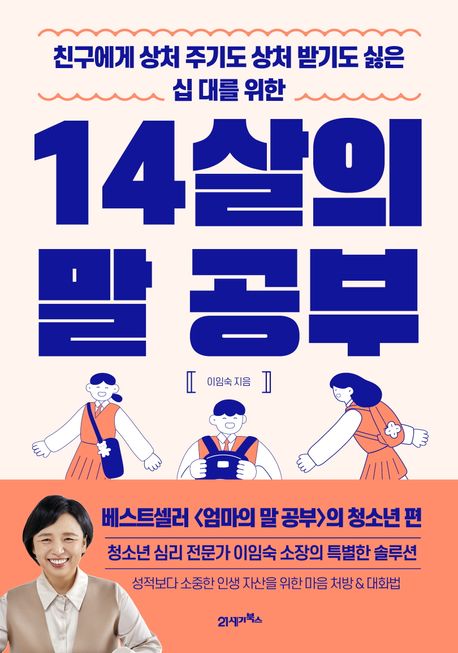 친구에게 상처 주기도 상처 받기도 싫은
십 대를 위한
14살의
말 공부
이임숙 지음
베스트셀러 <엄마의 말 공부>의 청소년 편
청소년 심리 전문가 이임숙 소장의 특별한 솔루션
성적보다 소중한 인생 자산을 위한 마음 처방 & 대화법
21세기북스